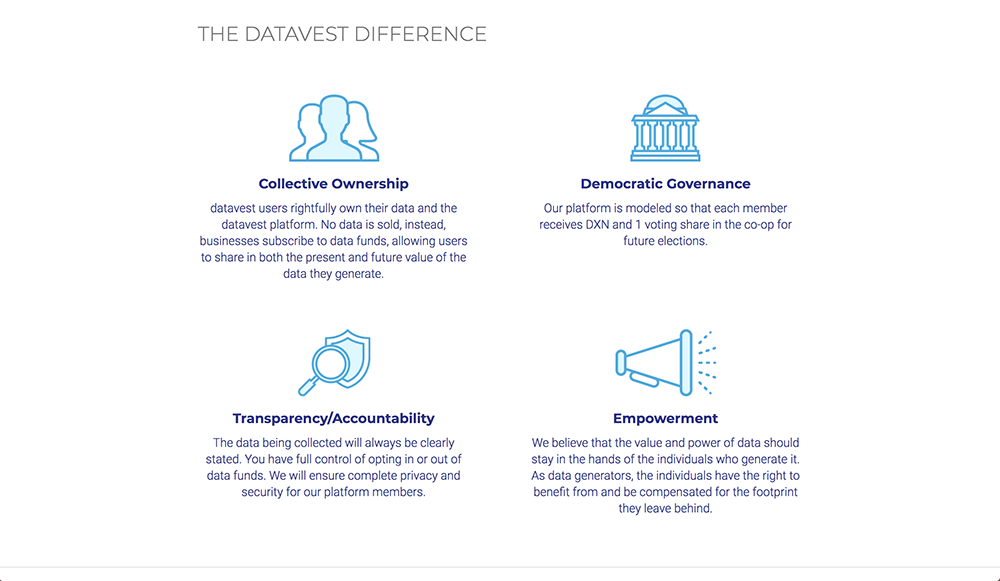 THE DATAVEST DIFFERENCE
Collective Ownership
datavest users rightfully own their data and the
datavest platform. No data is sold, instead,
businesses subscribe to data funds, allowing users
to share in both the present and future value of the
data they generate.
Democratic Governance
Our platform is modeled so that each member
receives DXN and 1 voting share in the co-op for
future elections.
Transparency/Accountability
The data being collected will always be clearly
stated. You have full control of opting in or out of
data funds. We will ensure complete privacy and
security for our platform members.
Empowerment
We believe that the value and power of data should
stay in the hands of the individuals who generate it.
As data generators, the individuals have the right to
benefit from and be compensated for the footprint
they leave behind.